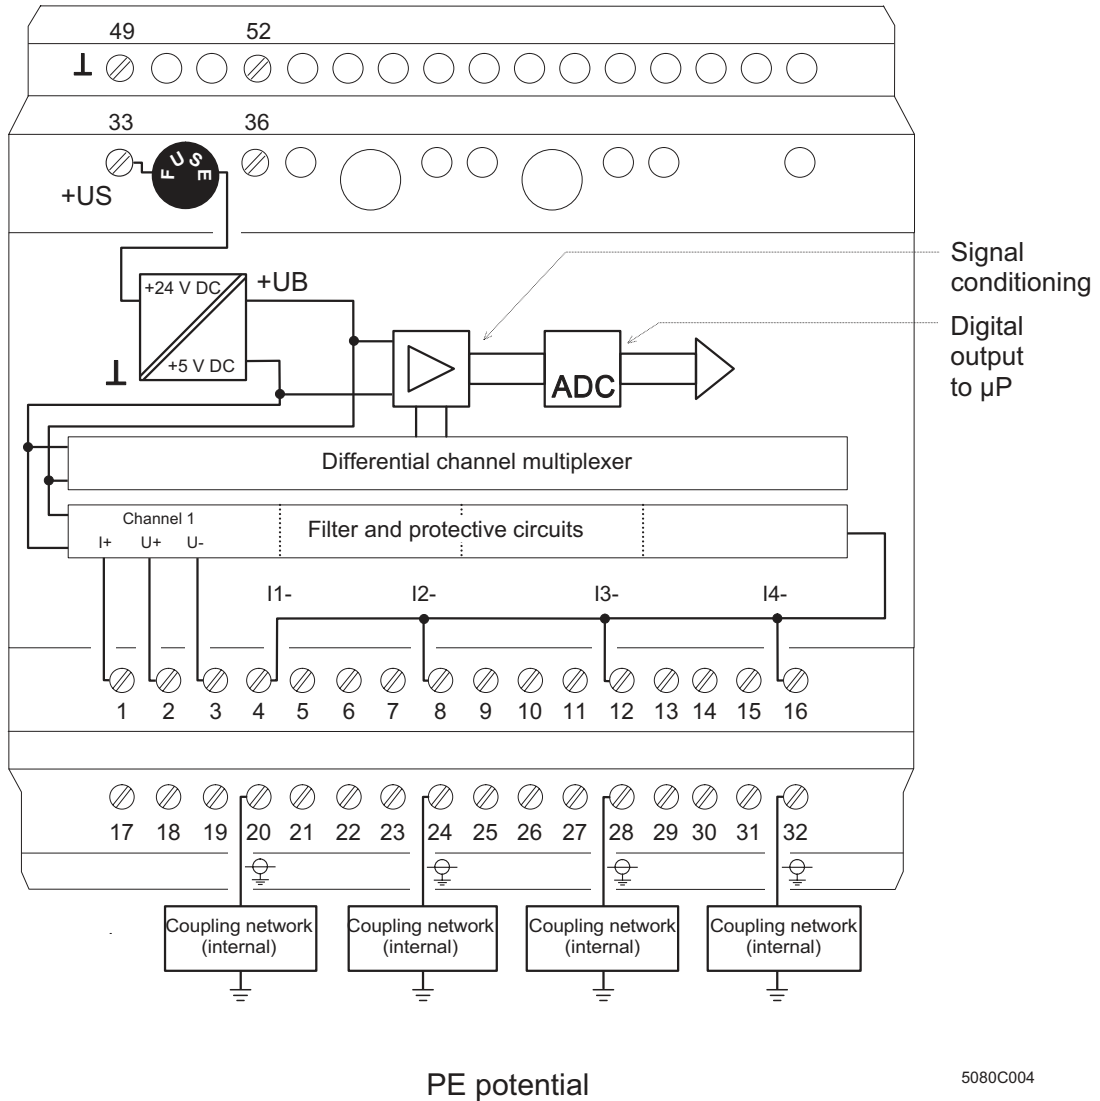 49 52
⊥
33 36
FUSE
+US
+24 V DC +UB
⊥ +5 V DC
Signal
conditioning
Digital
output
to µP
ADC
Differential channel multiplexer
Channel 1
Filter and protective circuits
I+ U+ U-
I1- I2- I3- I4-
1 2 3 4 5 6 7 8 9 10 11 12 13 14 15 16
17 18 19 20 21 22 23 24 25 26 27 28 29 30 31 32
Coupling network
(internal)
Coupling network
(internal)
Coupling network
(internal)
Coupling network
(internal)
PE potential
5080C004